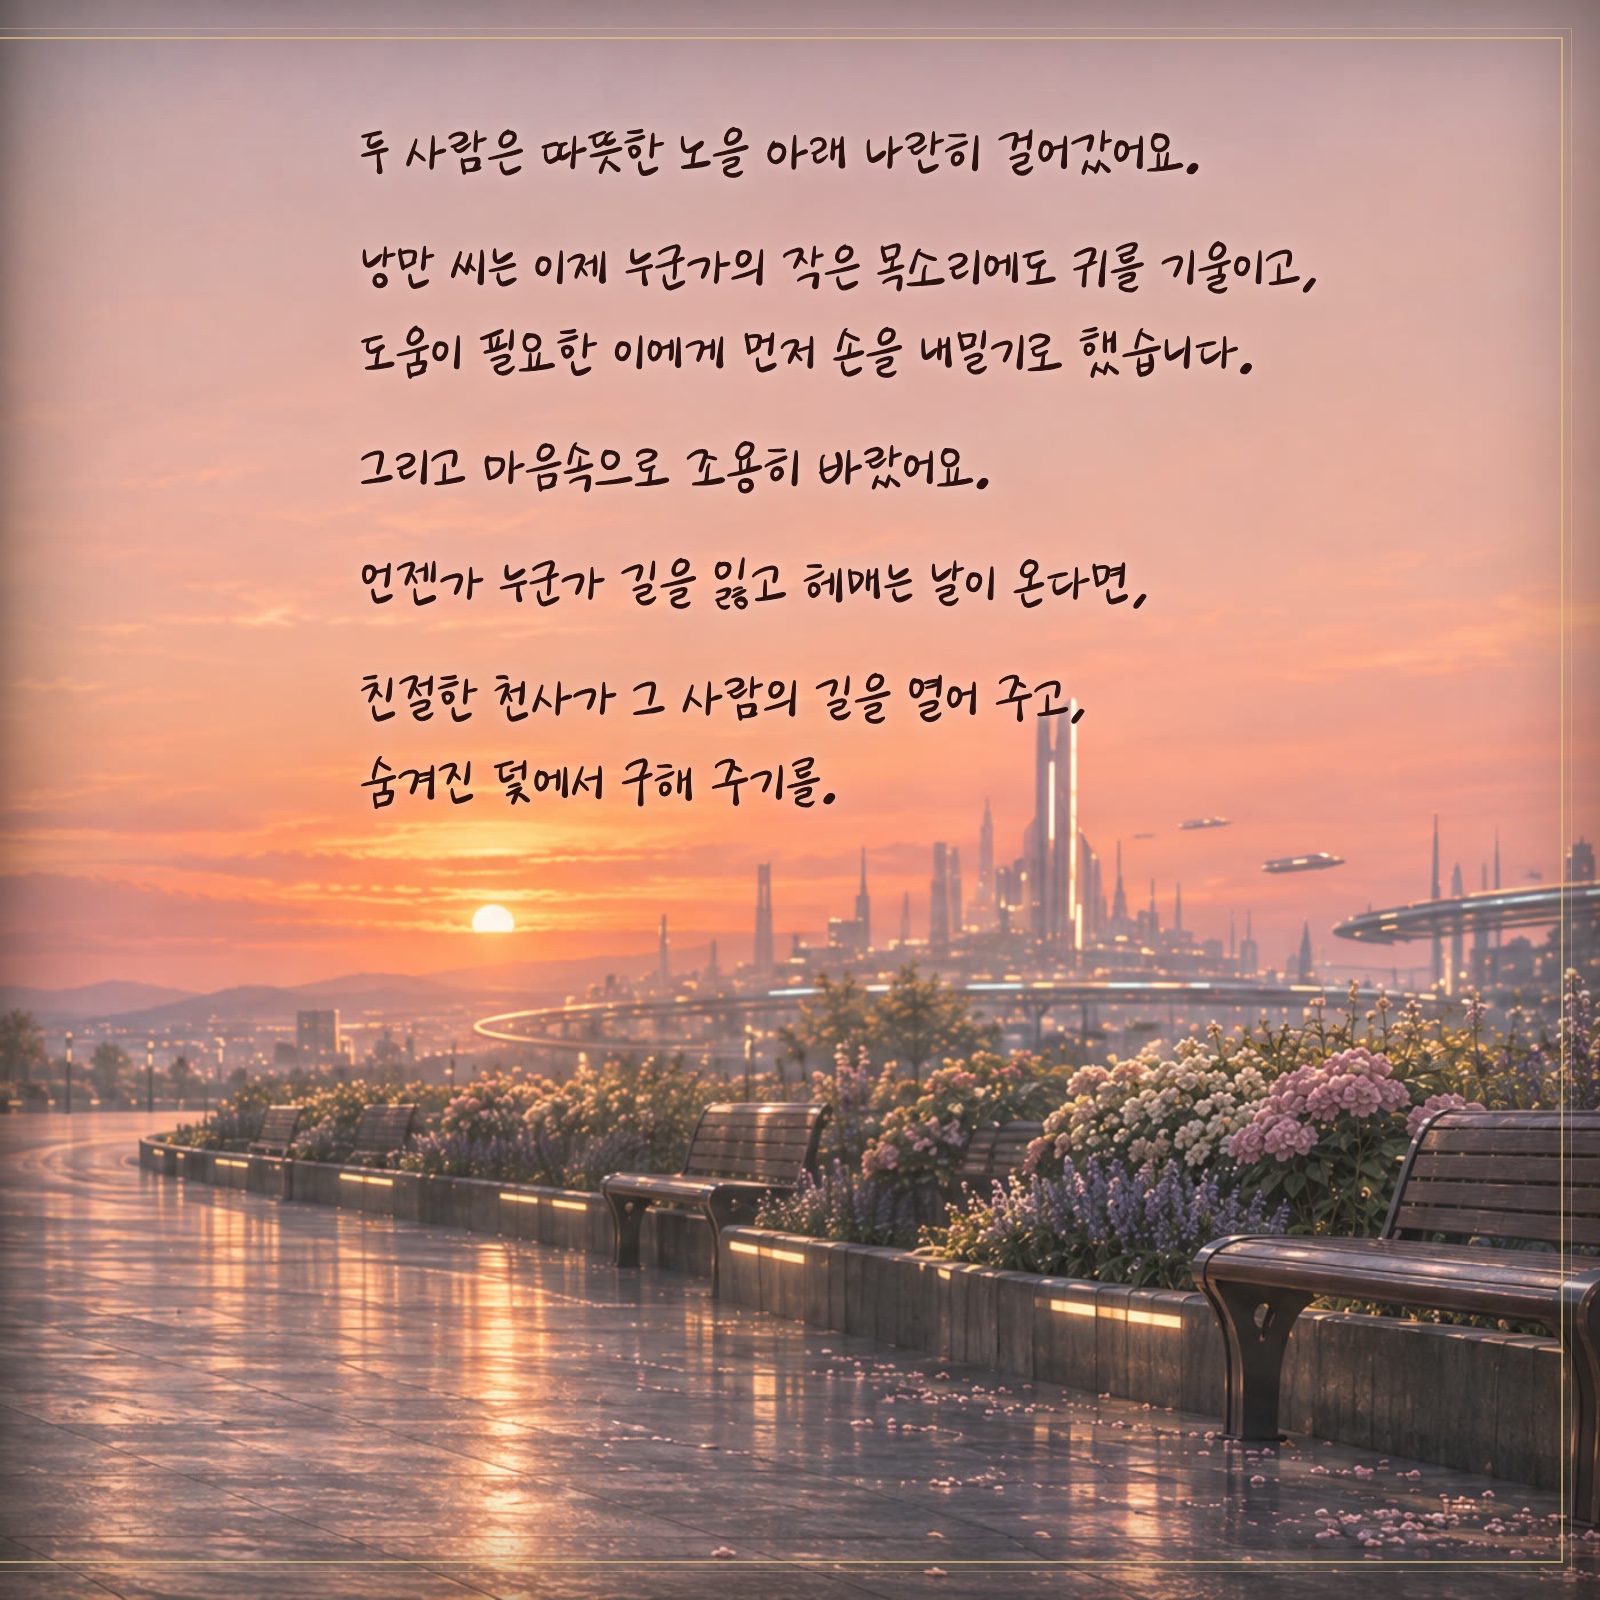 두 사람은 따뜻한 노을 아래 나란히 걸어갔어요.
낭만 씨는 이제 누군가의 작은 목소리에도 귀를 기울이고,
도움이 필요한 이에게 먼저 손을 내밀기로 했습니다.
그리고 마음속으로 조용히 바랐어요.
언젠가 누군가 길을 잃고 헤매는 날이 온다면,
친절한 천사가 그 사람의 길을 열어 주고,
숨겨진 덫에서 구해 주기를.